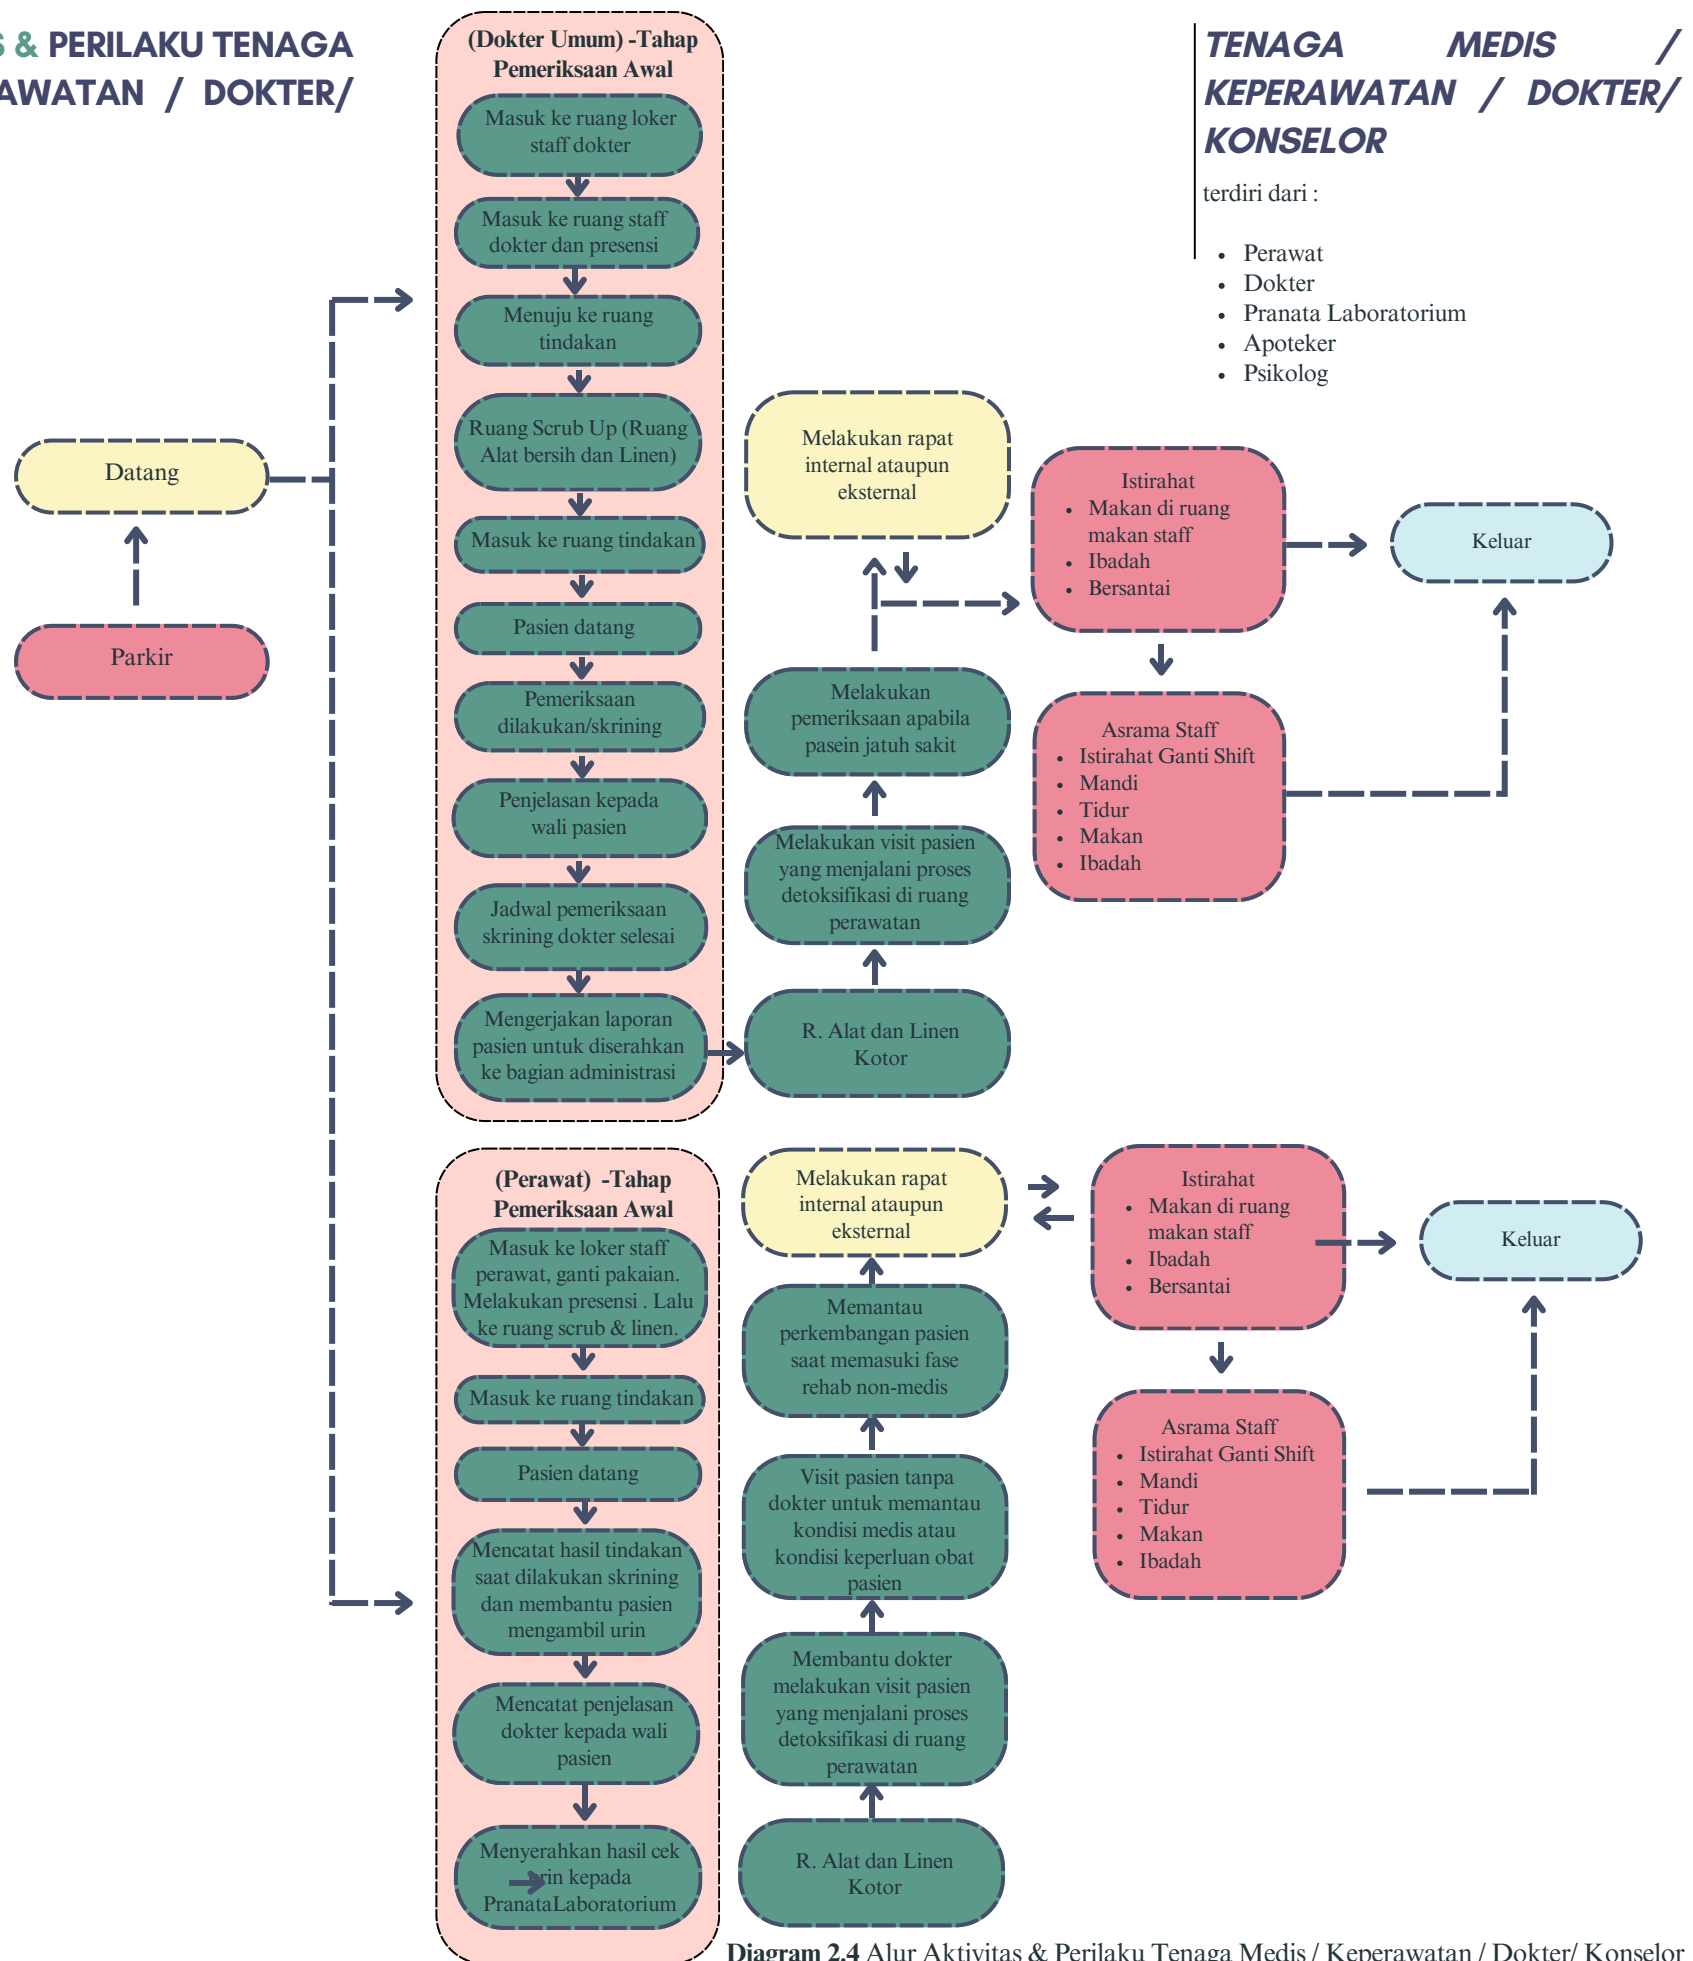 & PERILAKU TENAGA
/ DOKTER/
TENAGA MEDIS /
KEPERAWATAN / DOKTER/
KONSELOR
terdiri dari :
• Perawat
• Dokter
• Pranata Laboratorium
• Apoteker
• Psikolog
Datang
Parkir
(Dokter Umum) -Tahap
Pemeriksaan Awal
Masuk ke ruang loker
staff dokter
Masuk ke ruang staff
dokter dan presensi
Menuju ke ruang
tindakan
Ruang Scrub Up (Ruang
Alat bersih dan Linen)
Masuk ke ruang tindakan
Pasien datang
Pemeriksaan
dilakukan/skrining
Penjelasan kepada
wali pasien
Jadwal pemeriksaan
skrining dokter selesai
Mengerjakan laporan
pasien untuk diserahkan
ke bagian administrasi
R. Alat dan Linen
Kotor
Melakukan visit pasien
yang menjalani proses
detoksifikasi di ruang
perawatan
Melakukan
pemeriksaan apabila
pasein jatuh sakit
Melakukan rapat
internal ataupun
eksternal
Istirahat
• Makan di ruang
makan staff
• Ibadah
• Bersantai
Asrama Staff
• Istirahat Ganti Shift
• Mandi
• Tidur
• Makan
• Ibadah
Keluar
(Perawat) -Tahap
Pemeriksaan Awal
Masuk ke loker staff
perawat, ganti pakaian.
Melakukan presensi . Lalu
ke ruang scrub & linen.
Masuk ke ruang tindakan
Pasien datang
Mencatat hasil tindakan
saat dilakukan skrining
dan membantu pasien
mengambil urin
Mencatat penjelasan
dokter kepada wali
pasien
Menyerahkan hasil cek
urin kepada
PranataLaboratorium
R. Alat dan Linen
Kotor
Membantu dokter
melakukan visit pasien
yang menjalani proses
detoksifikasi di ruang
perawatan
Visit pasien tanpa
dokter untuk memantau
kondisi medis atau
kondisi keperluan obat
pasien
Memantau
perkembangan pasien
saat memasuki fase
rehab non-medis
Melakukan rapat
internal ataupun
eksternal
Istirahat
• Makan di ruang
makan staff
• Ibadah
• Bersantai
Asrama Staff
• Istirahat Ganti Shift
• Mandi
• Tidur
• Makan
• Ibadah
Keluar
Diagram 2.4 Alur Aktivitas & Perilaku Tenaga Medis / Keperawatan / Dokter/ Konselor